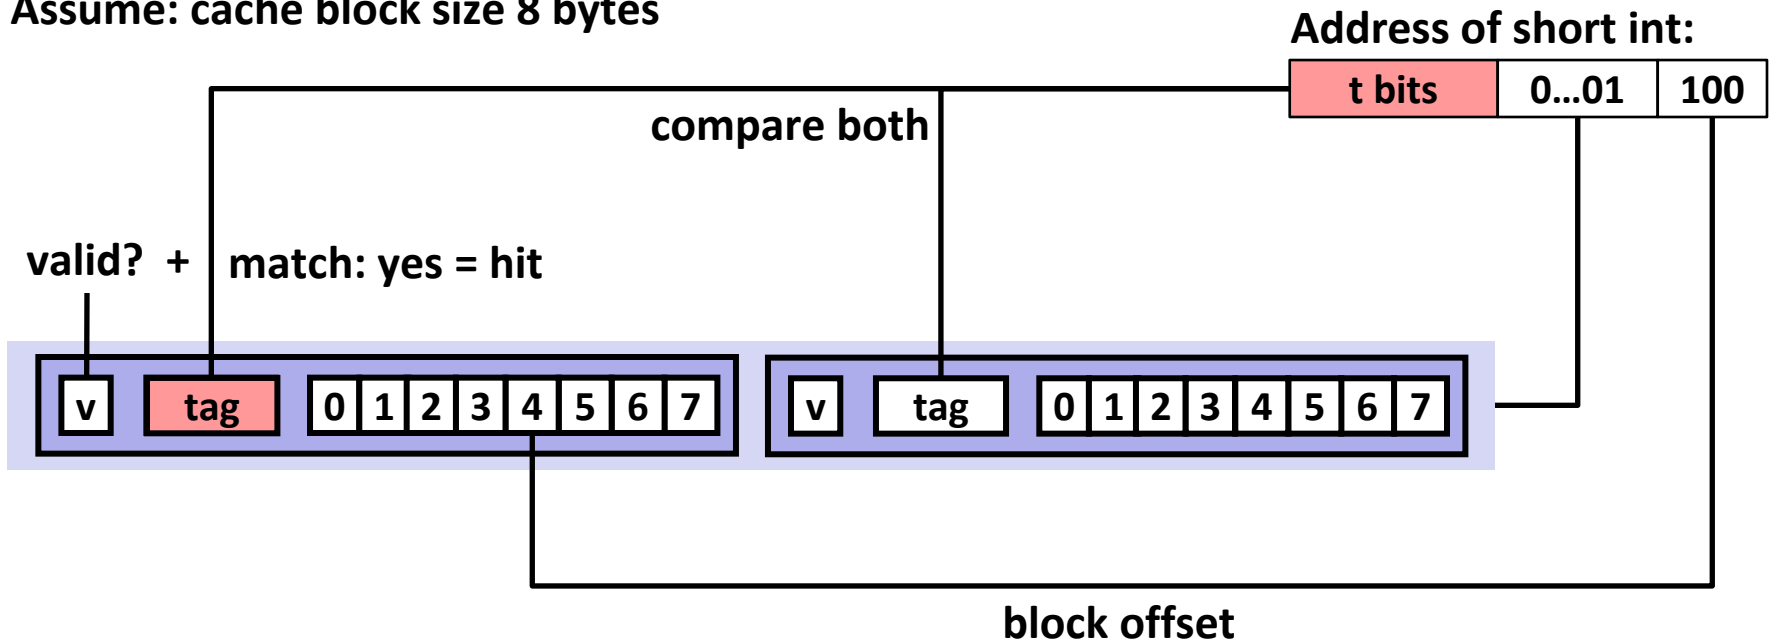 Assume: cache block size 8 bytes
Address of short int:
t bits 0...01 100
compare both
valid? + match: yes = hit
v tag 0 1 2 3 4 5 6 7 v tag 0 1 2 3 4 5 6 7
block offset